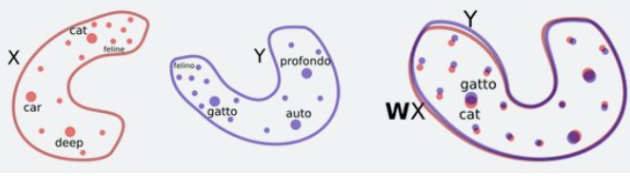 X
cat
feline
car
deep
Y
felino
profondo
gatto
auto
Y
WX
gatto
cat